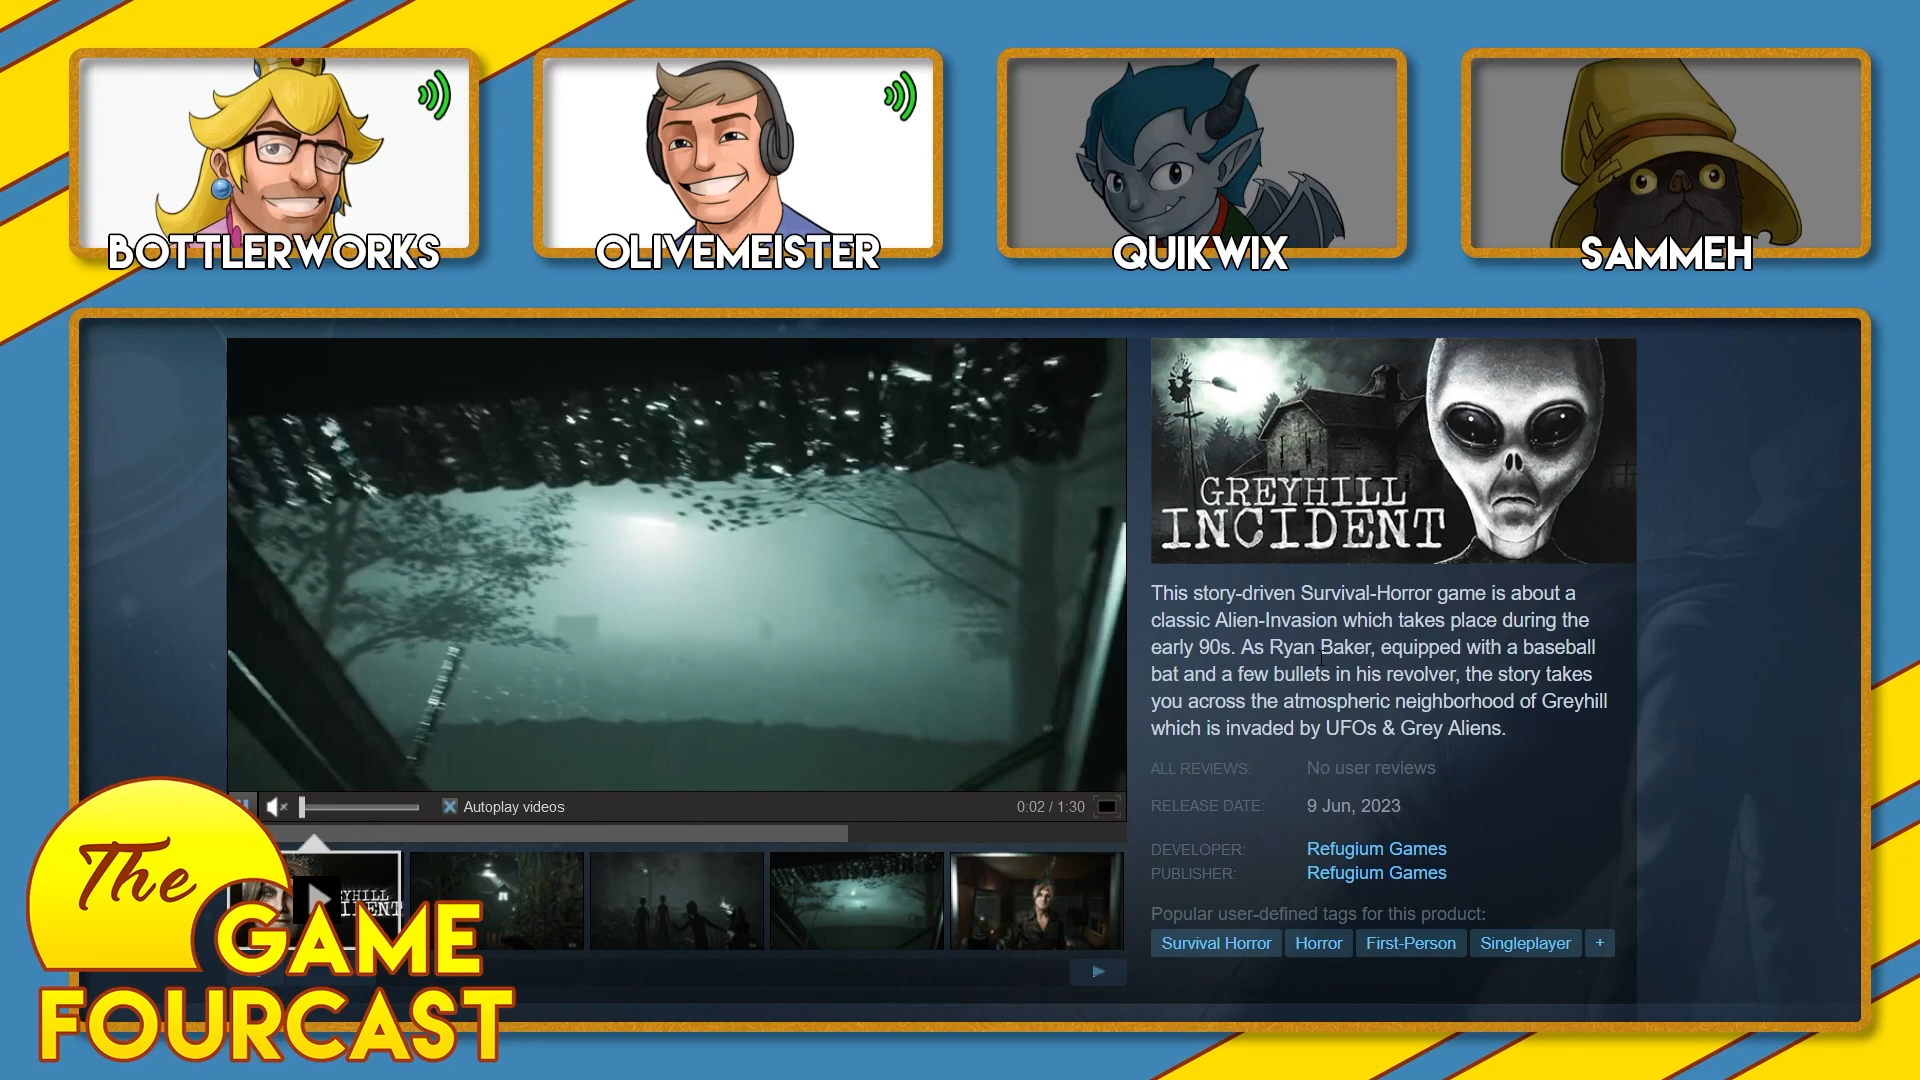 BOTTLERWORKS
OLIVEMEISTER
QUIKWIX
SAMMEH
GREYHILL
INCIDENT
This story-driven Survival-Horror game is about a
classic Alien-Invasion which takes place during the
early 90s. As Ryan Baker, equipped with a baseball
bat and a few bullets in his revolver, the story takes
you across the atmospheric neighborhood of Greyhill
which is invaded by UFOs & Grey Aliens.
ALL REVIEWS: No user reviews
RELEASE DATE: 9 Jun, 2023
DEVELOPER: Refugium Games
PUBLISHER: Refugium Games
Popular user-defined tags for this product:
Survival Horror Horror First-Person Singleplayer +
Autoplay videos 0:02 / 1:30
The
GAME
FOURCAST